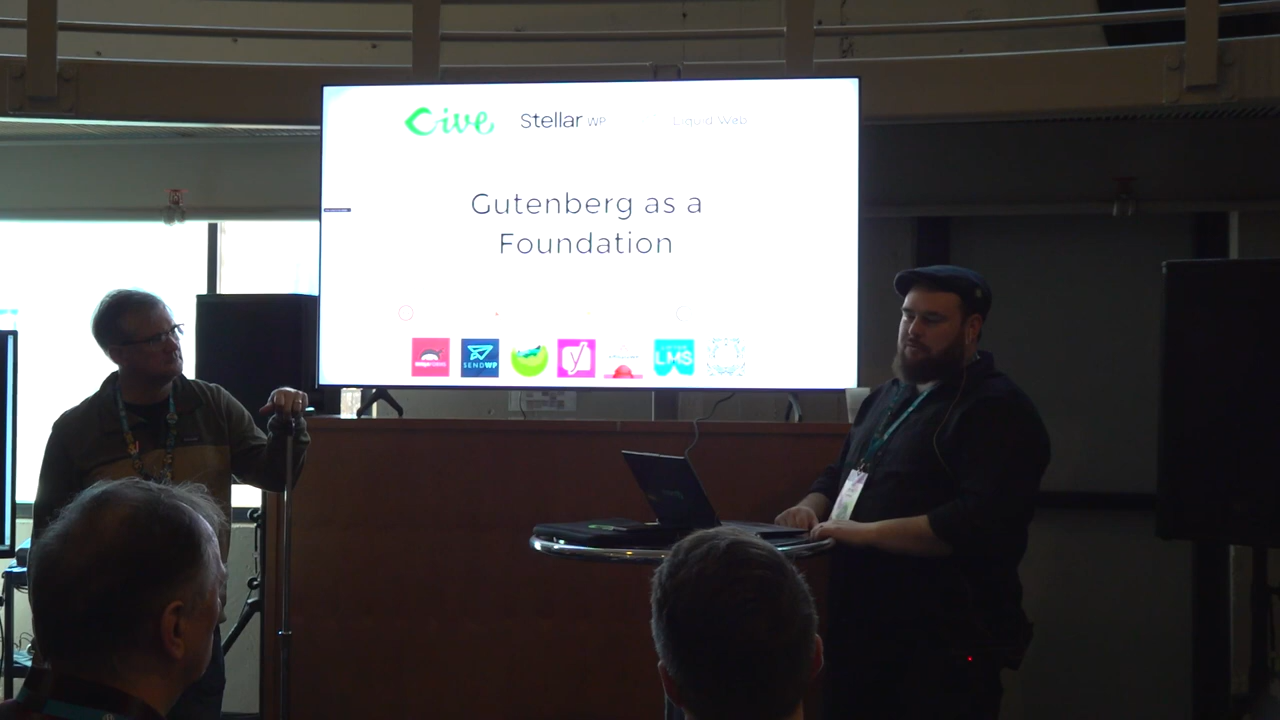 Give
Stellar WP
Liquid Web
Gutenberg as a
Foundation
SENDWP
y
LMS